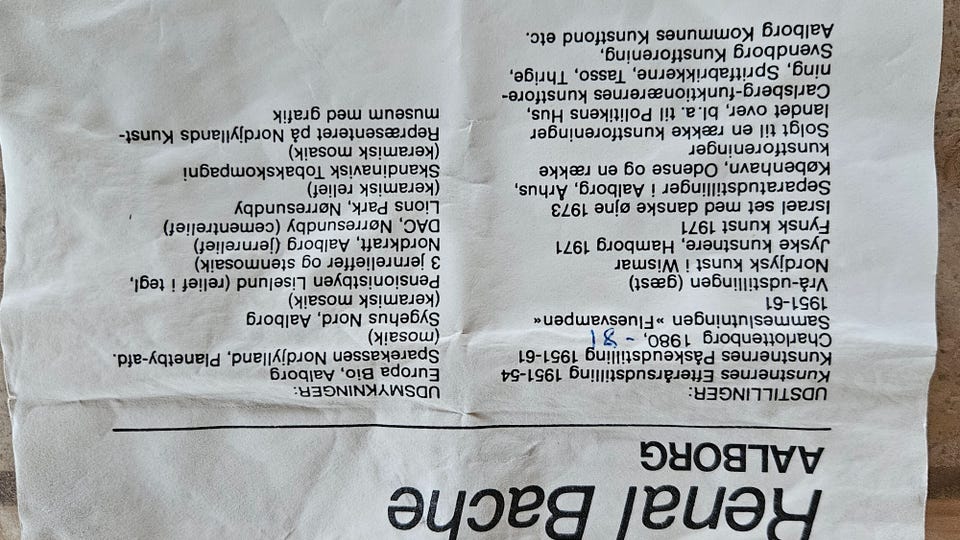 Renal Bache
AALBORG
UDSTILLINGER:
Kunstnernes Efterårsudstilling 1951-54
Kunstnernes Påskeudstilling 1951-61
Charlottenborg 1980, - 81
Sammeslutningen »Fluesvampen«
1951-61
Vrå-udstillingen (gæst)
Nordjysk kunst i Wismar
Jyske kunstnere, Hamborg 1971
Fynsk kunst 1971
Israel set med danske øjne 1973
Separatudstillinger i Aalborg, Århus,
København, Odense og en række
kunstforeninger
Solgt til en række kunstforeninger
landet over, bl.a. til Politikens Hus,
Carlsberg-funktionærernes kunstfore-
ning, Spritfabrikkerne, Tasso, Thrige,
Svendborg Kunstforening,
Aalborg Kommunes Kunstfond etc.
UDSMYKNINGER:
Europa Bio, Aalborg
Sparekassen Nordjylland, Planetby-afd.
(mosaik)
Sygehus Nord, Aalborg
(keramisk mosaik)
Pensionistbyen Liselund (relief i tegl,
3 jernrelieffer og stenmosaik)
Nordkraft, Aalborg (jernrelief)
DAC, Nørresundby (cementrelief)
Lions Park, Nørresundby
(keramisk relief)
Skandinavisk Tobakskompagni
(keramisk mosaik)
Repræsenteret på Nordjyllands Kunst-
museum med grafik